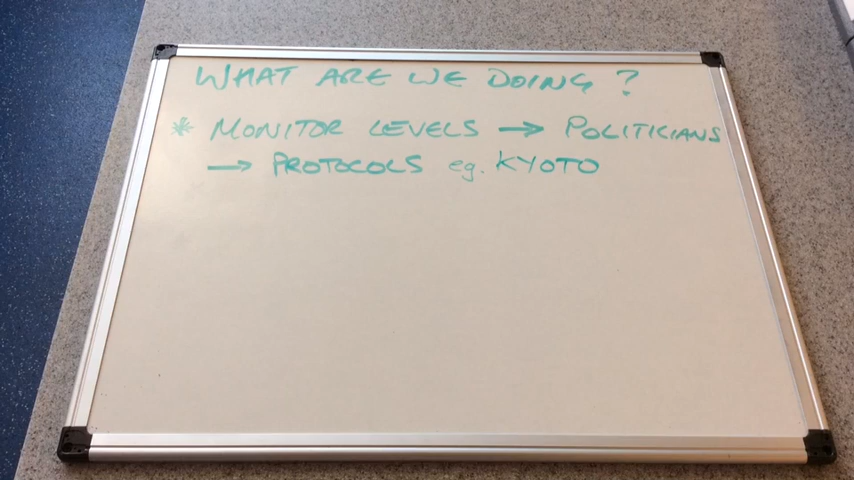 WHAT ARE WE DOING?
* MONITOR LEVELS → POLITICIANS
→ PROTOCOLS eg. KYOTO